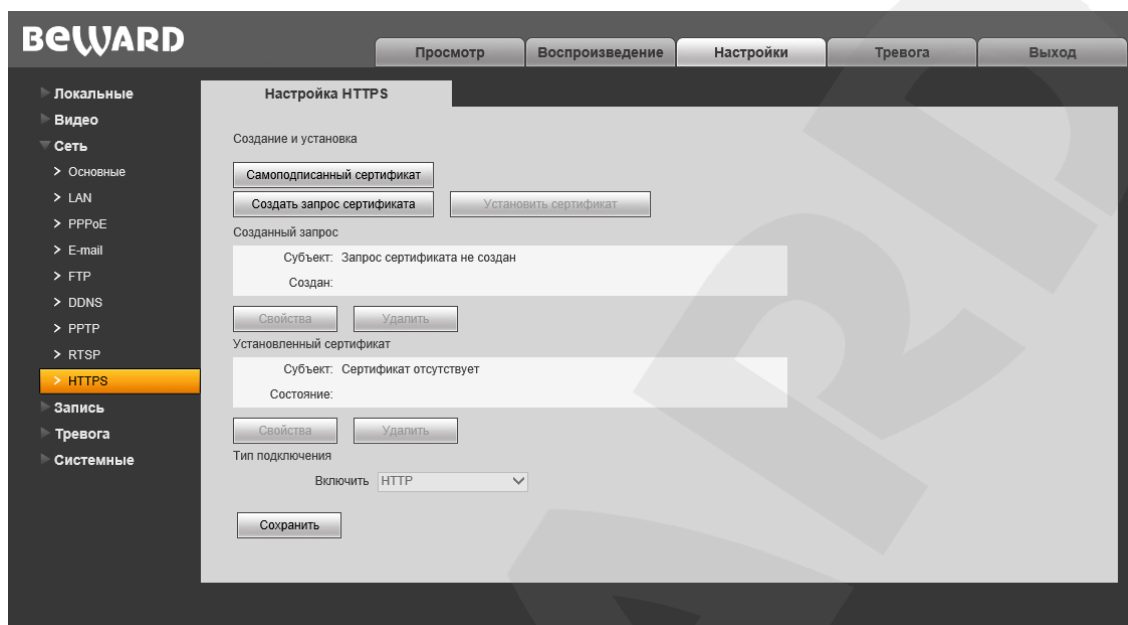 BEWARD
Просмотр Воспроизведение Настройки Тревога Выход
Локальные
Видео
Сеть
> Основные
> LAN
> PPPoE
> E-mail
> FTP
> DDNS
> PPTP
> RTSP
> HTTPS
Запись
Тревога
Системные
Настройка HTTPS
Создание и установка
Самоподписанный сертификат
Создать запрос сертификата Установить сертификат
Созданный запрос
Субъект: Запрос сертификата не создан
Создан:
Свойства Удалить
Установленный сертификат
Субъект: Сертификат отсутствует
Состояние:
Свойства Удалить
Тип подключения
Включить HTTP
Сохранить